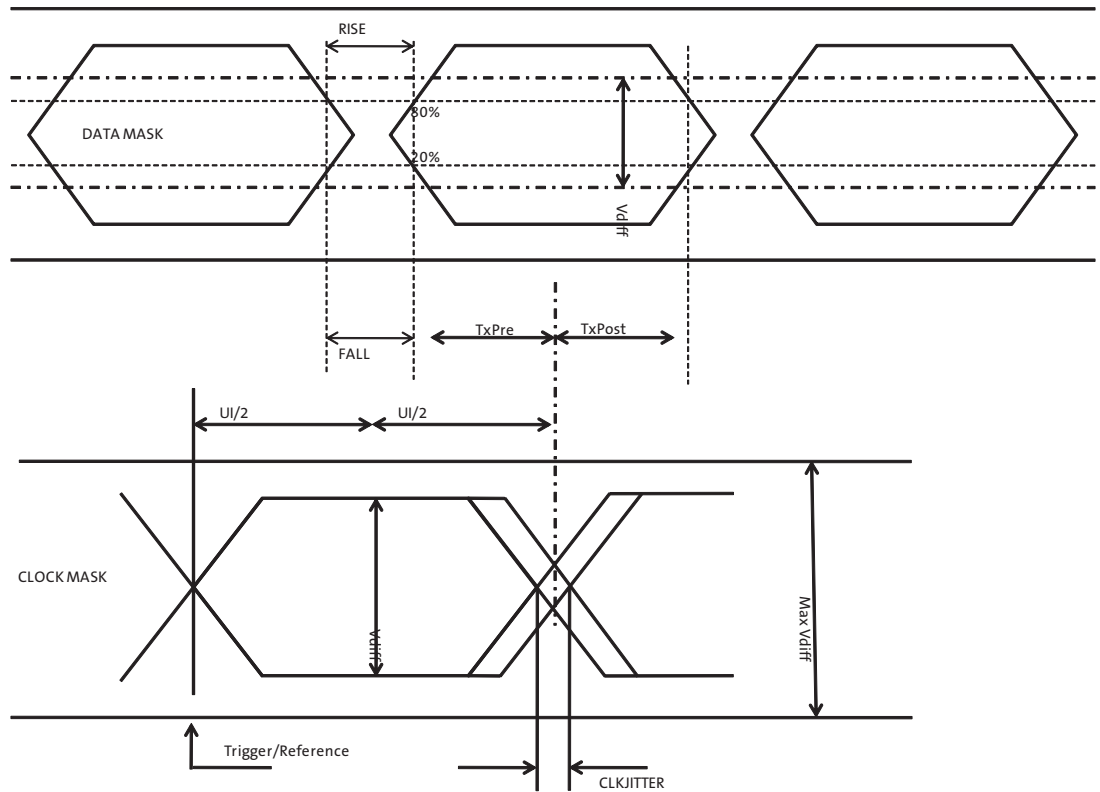 RISE
80%
DATA MASK
20%
Vdiff
TxPre
TxPost
FALL
UI/2
UI/2
CLOCK MASK
Vdiff
Max Vdiff
Trigger/Reference
CLKJITTER